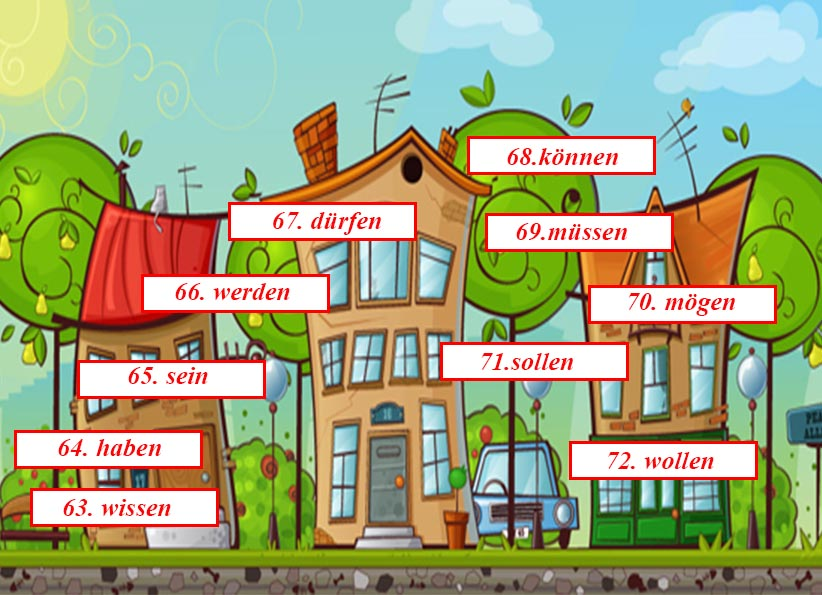 68.können
67. dürfen
69.müssen
66. werden
70. mögen
71.sollen
65. sein
64. haben
72. wollen
63. wissen